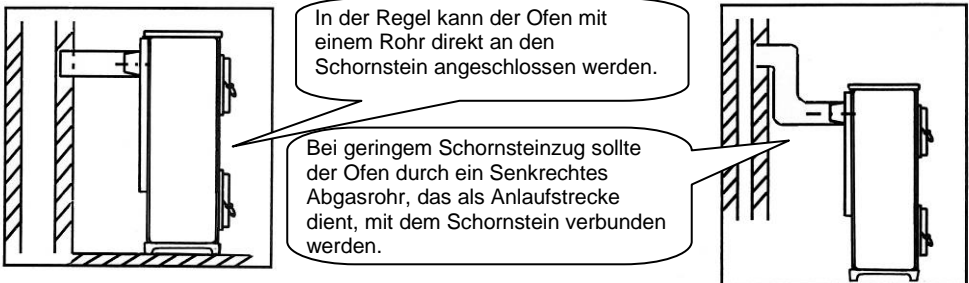 In der Regel kann der Ofen mit
einem Rohr direkt an den
Schornstein angeschlossen werden.
Bei geringem Schornsteinzug sollte
der Ofen durch ein Senkrechtes
Abgasrohr, das als Anlaufstrecke
dient, mit dem Schornstein verbunden
werden.